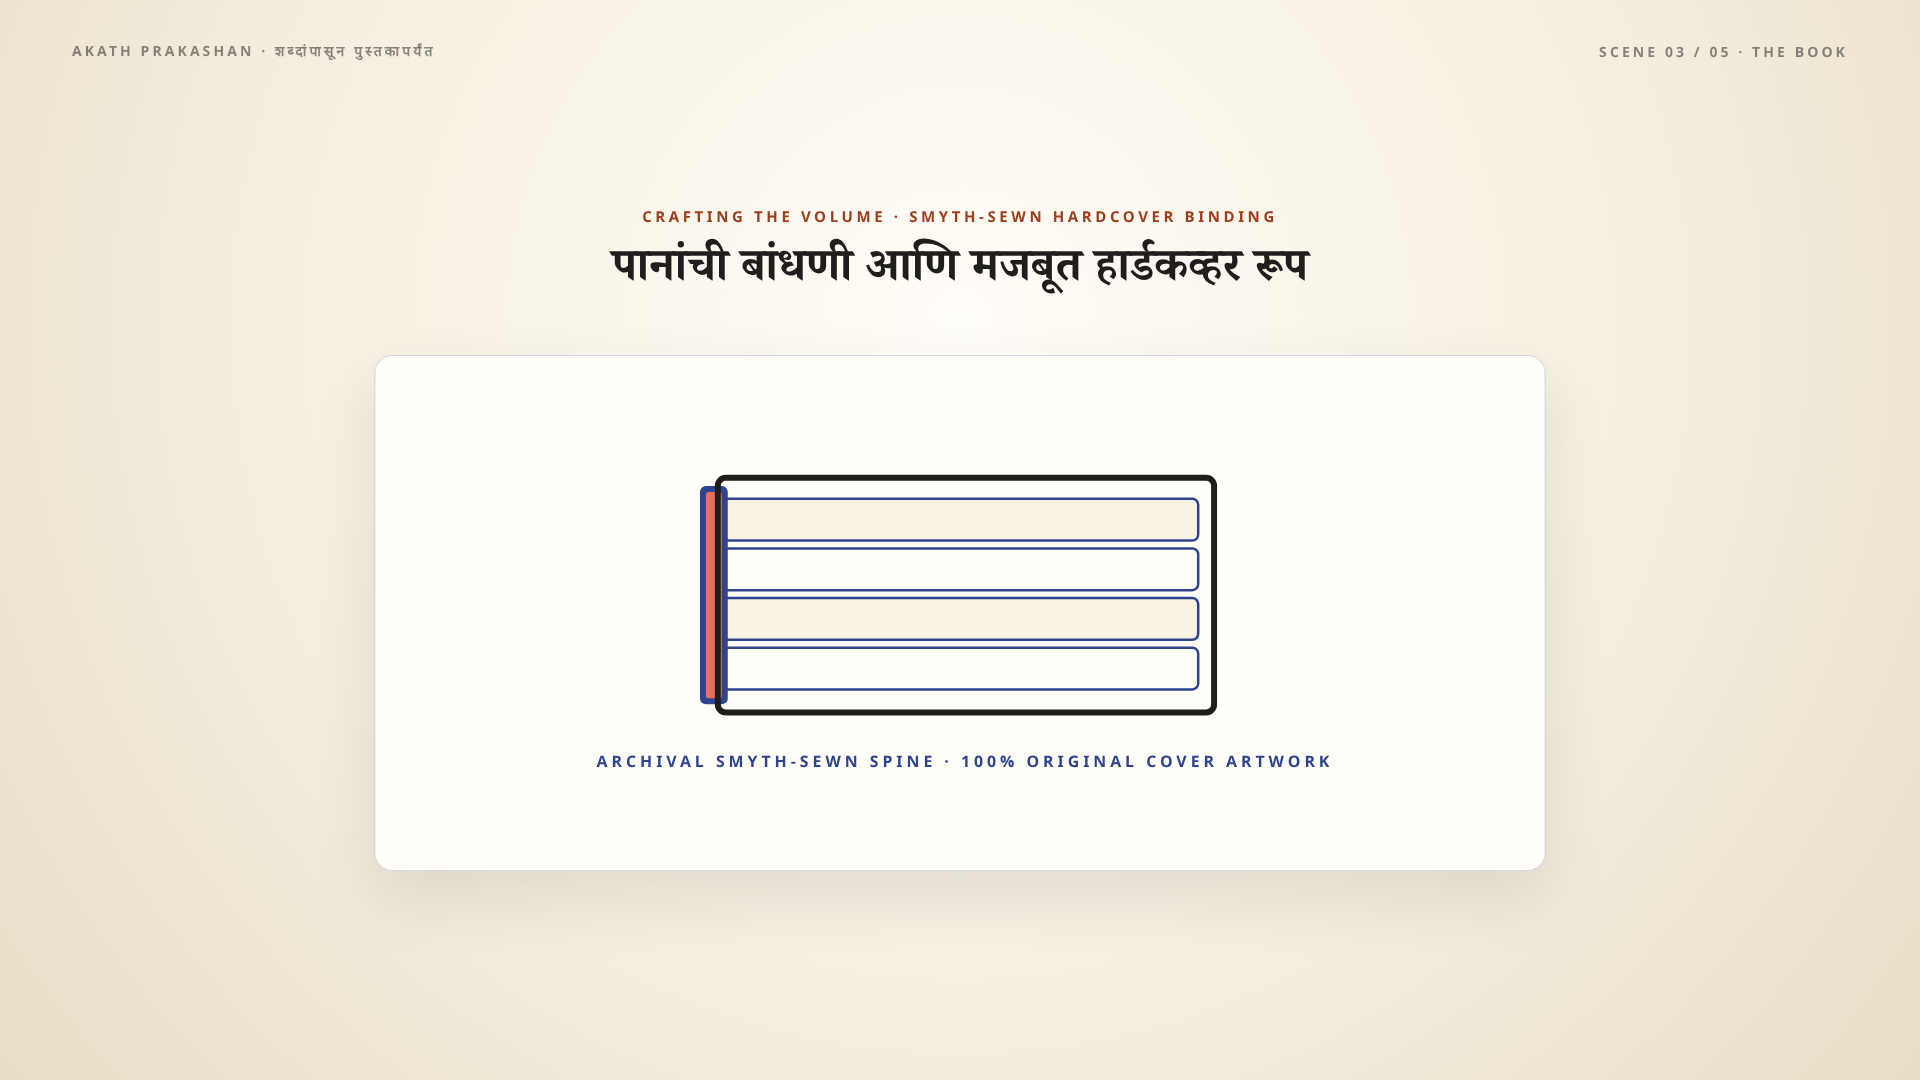 AKATH PRAKASHAN · शब्दांपासून पुस्तकापर्यंत
SCENE 03 / 05 · THE BOOK
CRAFTING THE VOLUME · SMYTH-SEWN HARDCOVER BINDING
पानांची बांधणी आणि मजबूत हार्डकव्हर रूप
ARCHIVAL SMYTH-SEWN SPINE · 100% ORIGINAL COVER ARTWORK